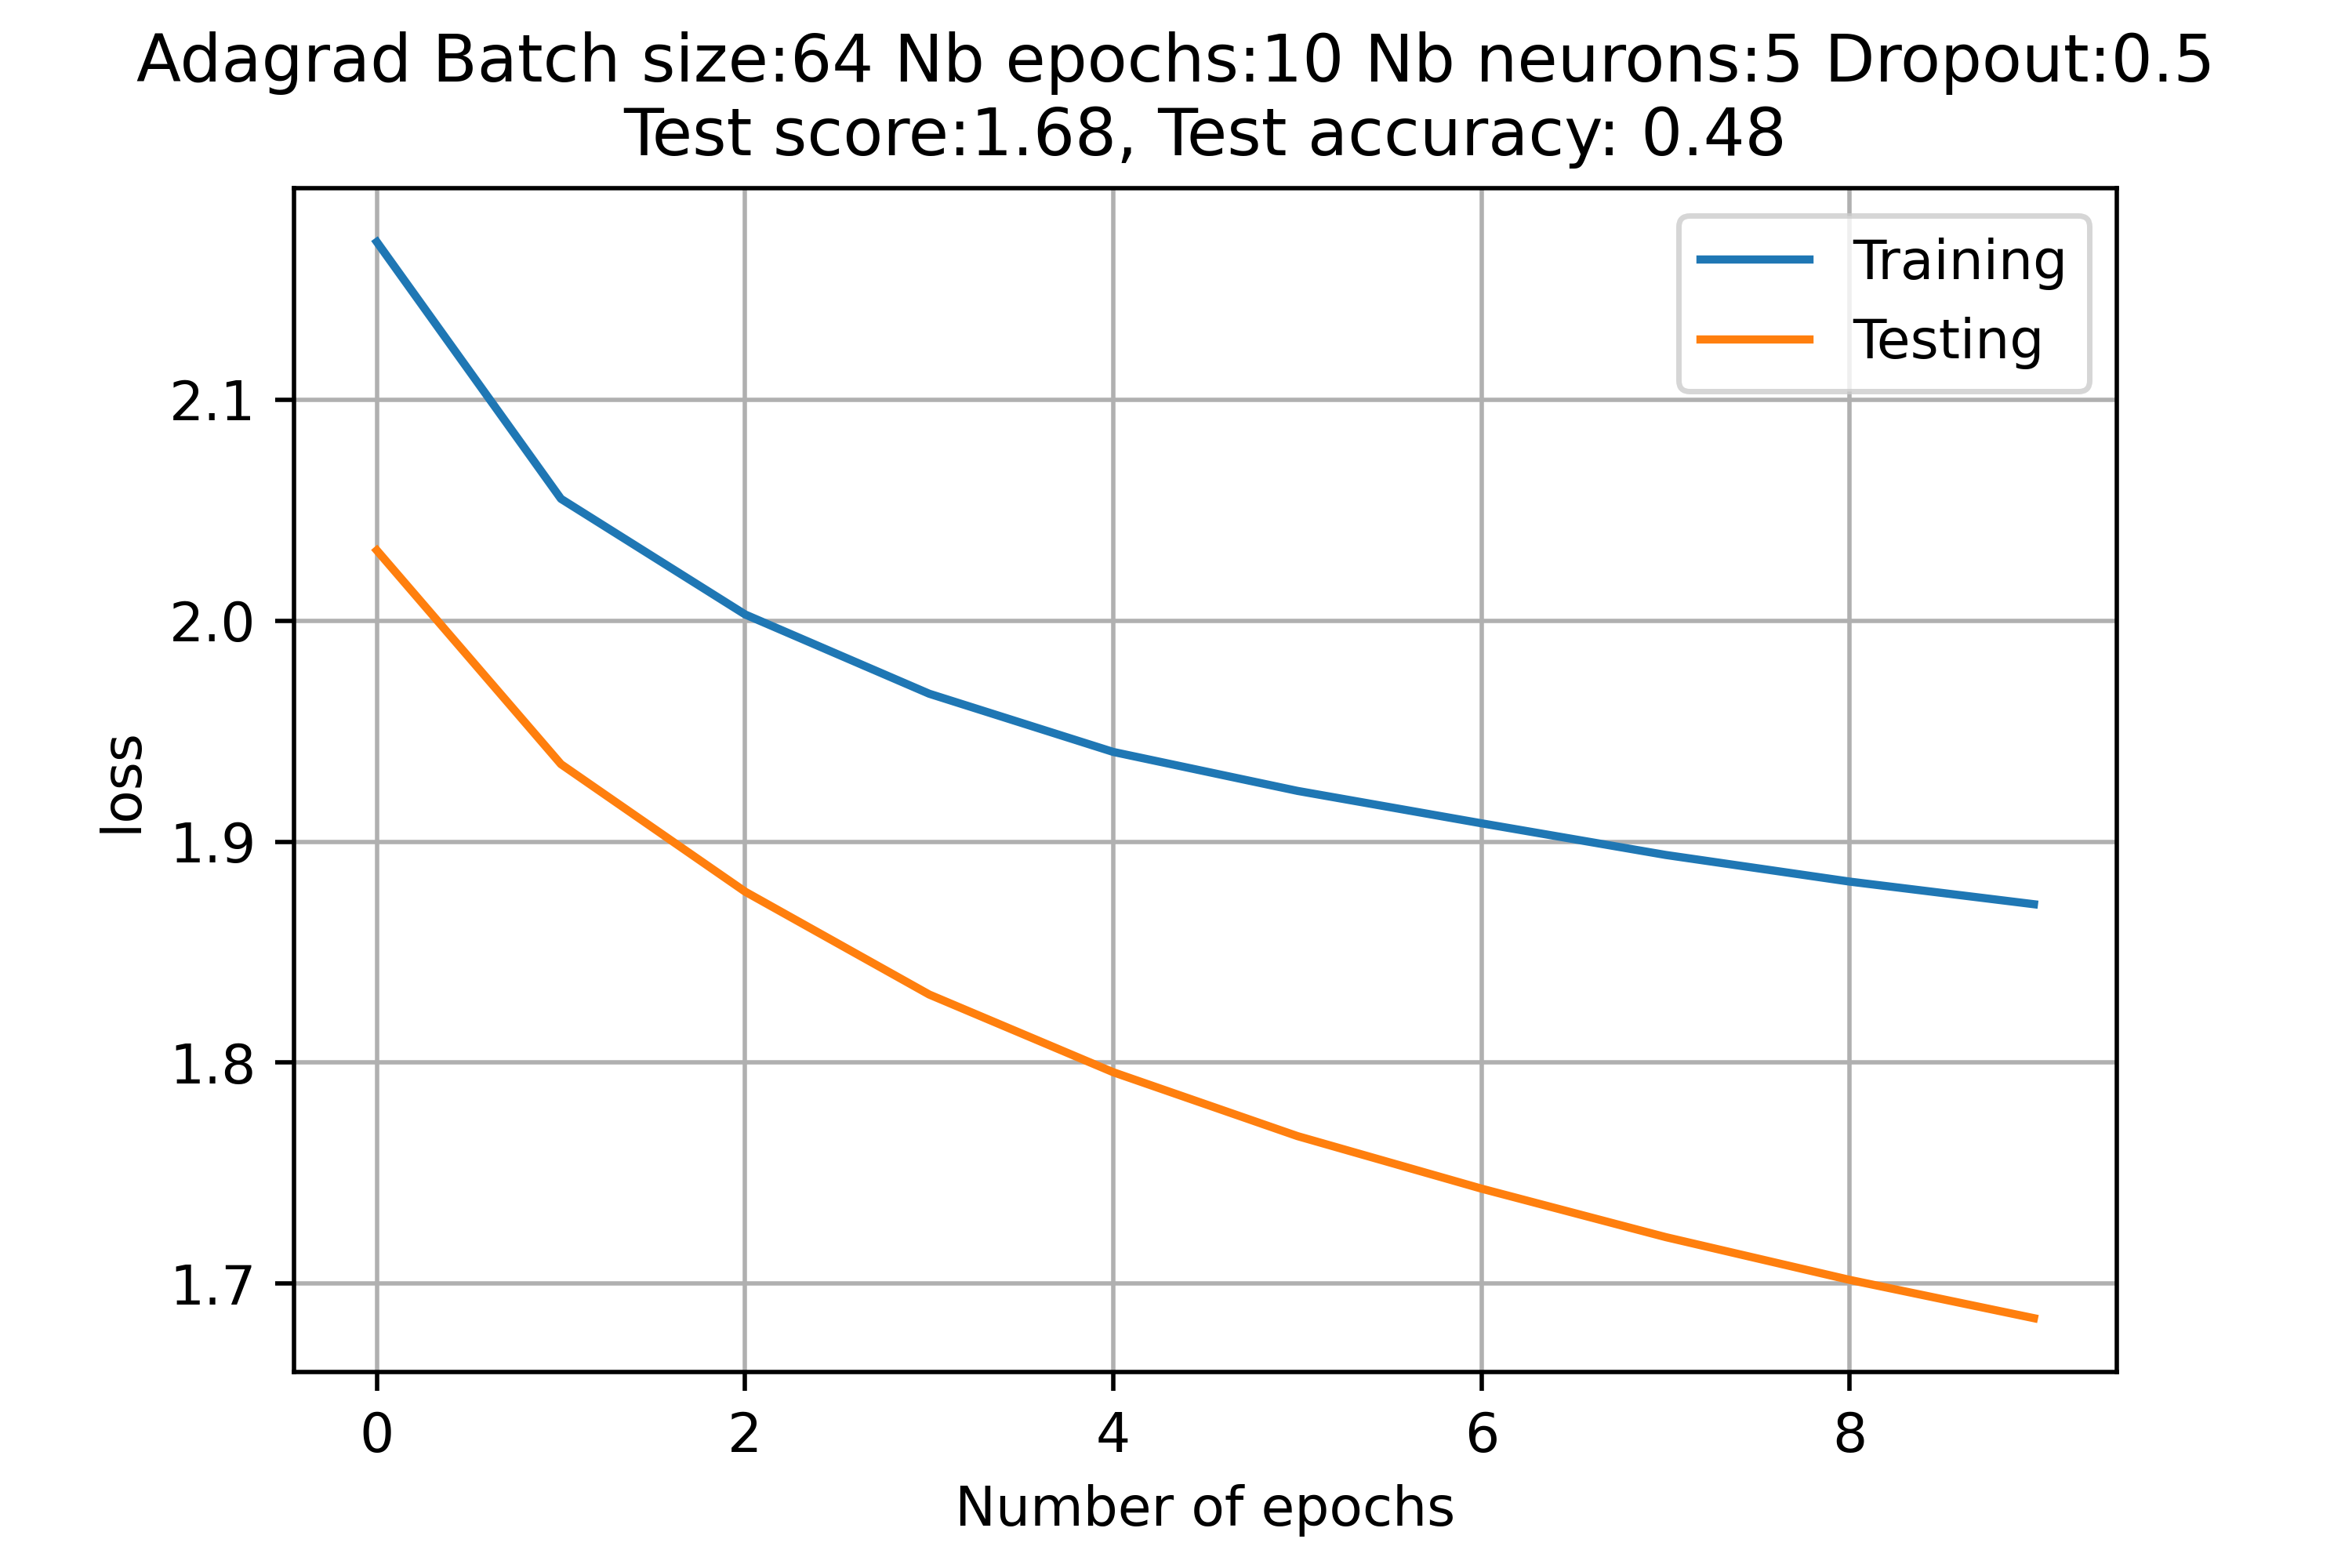 Adagrad Batch size:64 Nb epochs:10 Nb neurons:5 Dropout:0.5
Test score:1.68, Test accuracy: 0.48
Training
Testing
2.1
2.0
1.9
1.8
1.7
loss
0 2 4 6 8
Number of epochs